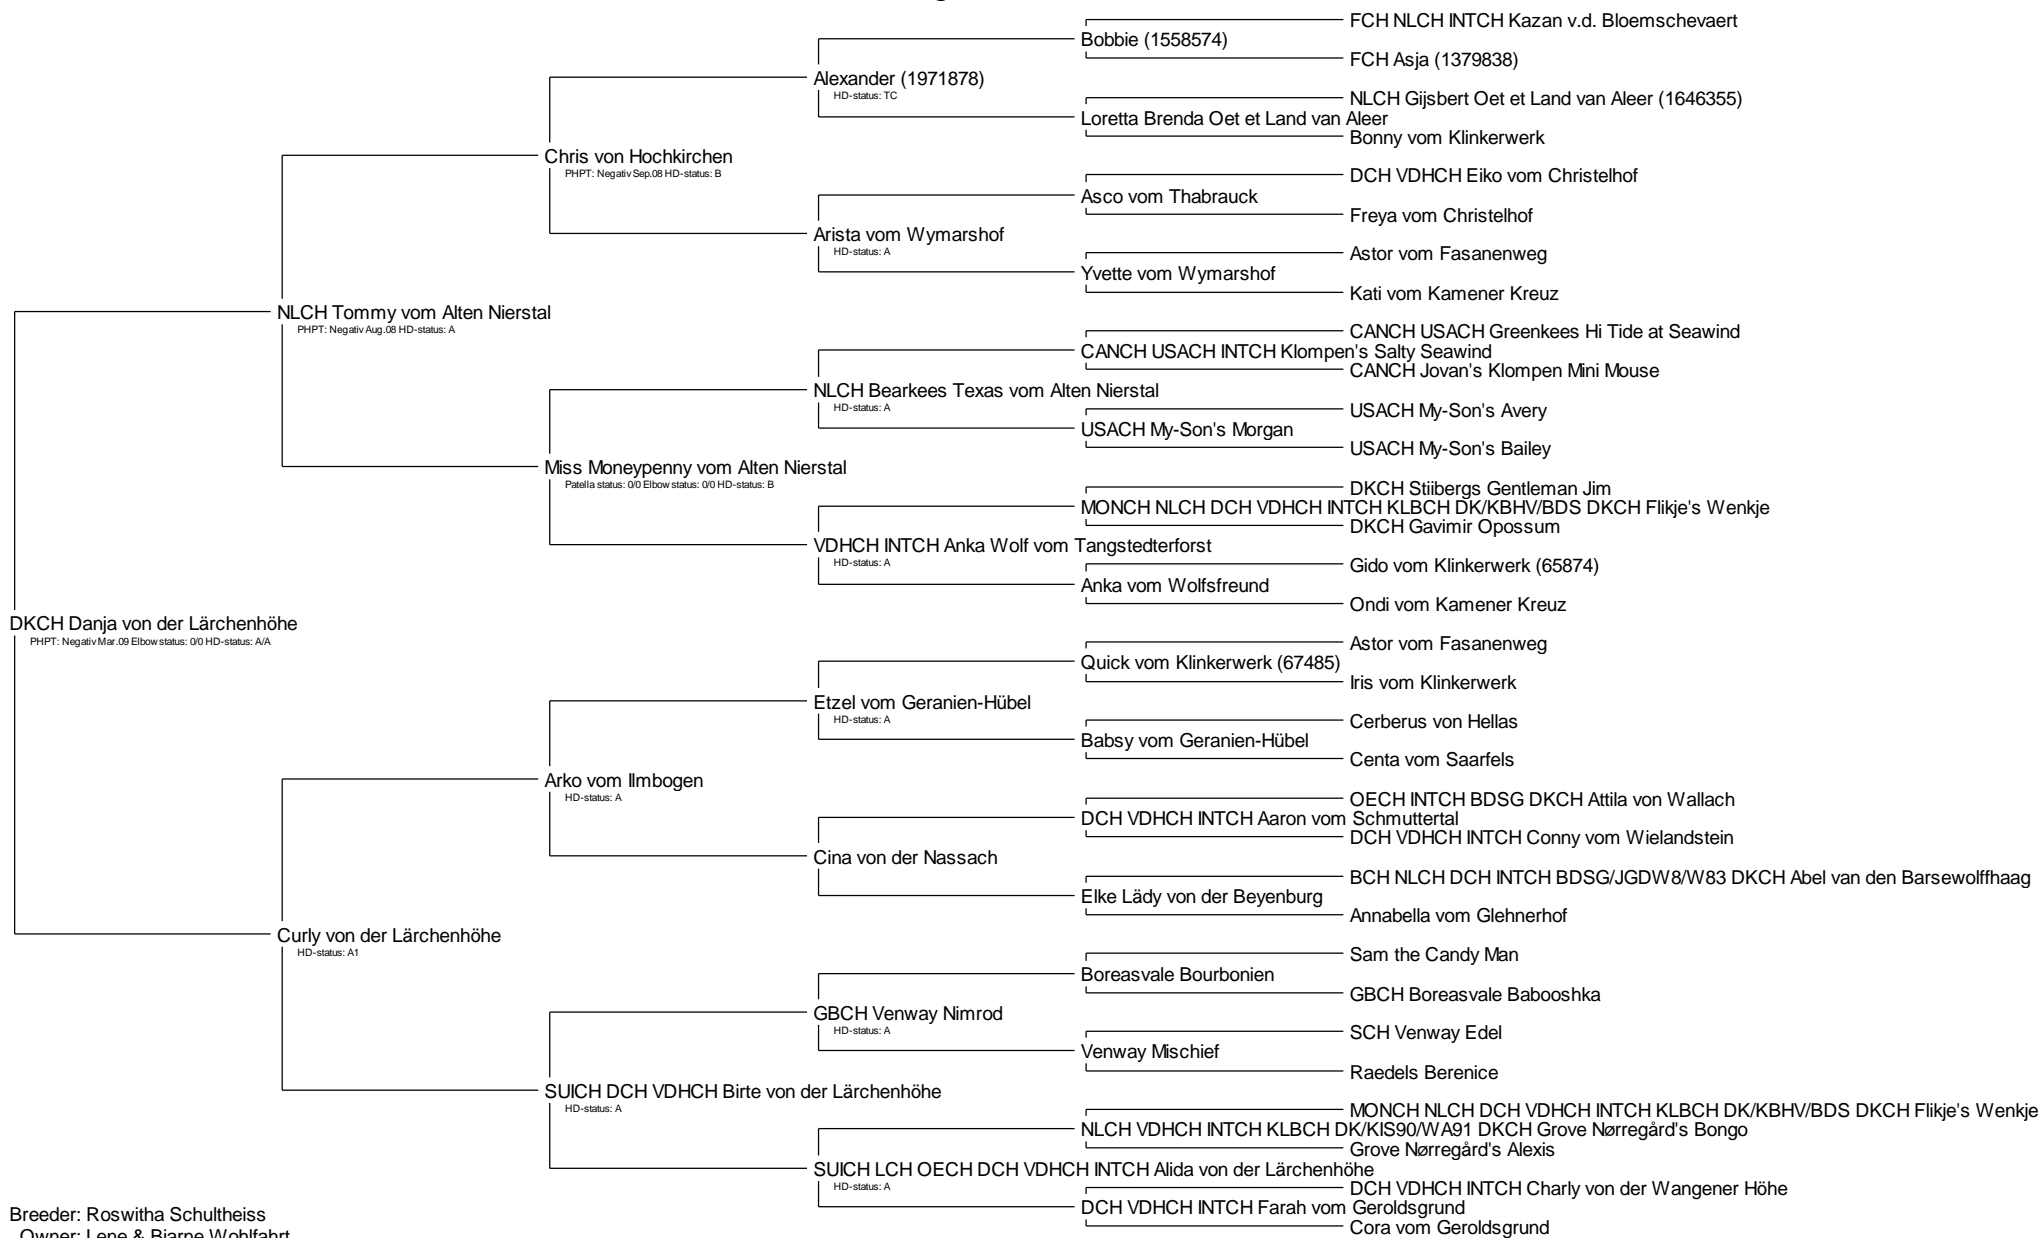 FCH NLCH INTCH Kazan v.d. Bloemschevaert
Bobbie (1558574)
FCH Asja (1379838)
Alexander (1971878)
HD-status: TC
NLCH Gijsbert Oet et Land van Aleer (1646355)
Loretta Brenda Oet et Land van Aleer
Bonny vom Klinkerwerk
Chris von Hochkirchen
PHPT: Negativ Sep.08 HD-status: B
DCH VDHCH Eiko vom Christelhof
Asco vom Thabrauck
Freya vom Christelhof
Arista vom Wymarshof
HD-status: A
Astor vom Fasanenweg
Yvette vom Wymarshof
Kati vom Kamener Kreuz
NLCH Tommy vom Alten Nierstal
PHPT: Negativ Aug.08 HD-status: A
CANCH USACH Greenkees Hi Tide at Seawind
CANCH USACH INTCH Klompen's Salty Seawind
CANCH Jovan's Klompen Mini Mouse
NLCH Bearkees Texas vom Alten Nierstal
HD-status: A
USACH My-Son's Avery
USACH My-Son's Morgan
USACH My-Son's Bailey
Miss Moneypenny vom Alten Nierstal
Patella status: 0/0 Elbow status: 0/0 HD-status: B
DKCH Stiibergs Gentleman Jim
MONCH NLCH DCH VDHCH INTCH KLBCH DK/KBHV/BDS DKCH Flikje's Wenkje
DKCH Gavimir Opossum
VDHCH INTCH Anka Wolf vom Tangstedterforst
HD-status: A
Gido vom Klinkerwerk (65874)
Anka vom Wolfsfreund
Ondi vom Kamener Kreuz
DKCH Danja von der Lärchenhöhe
PHPT: Negativ Mar.09 Elbow status: 0/0 HD-status: A/A
Astor vom Fasanenweg
Quick vom Klinkerwerk (67485)
Iris vom Klinkerwerk
Etzel vom Geranien-Hübel
HD-status: A
Cerberus von Hellas
Babsy vom Geranien-Hübel
Centa vom Saarfels
Arko vom Ilmbogen
HD-status: A
OECH INTCH BDSG DKCH Attila von Wallach
DCH VDHCH INTCH Aaron vom Schmuttertal
DCH VDHCH INTCH Conny vom Wielandstein
Cina von der Nassach
BCH NLCH DCH INTCH BDSG/JGDW8/W83 DKCH Abel van den Barsewolffhaag
Elke Lädy von der Beyenburg
Annabella vom Glehnerhof
Curly von der Lärchenhöhe
HD-status: A1
Sam the Candy Man
Boreasvale Bourbonien
GBCH Boreasvale Babooshka
GBCH Venway Nimrod
HD-status: A
SCH Venway Edel
Venway Mischief
Raedels Berenice
SUICH DCH VDHCH Birte von der Lärchenhöhe
HD-status: A
MONCH NLCH DCH VDHCH INTCH KLBCH DK/KBHV/BDS DKCH Flikje's Wenkje
NLCH VDHCH INTCH KLBCH DK/KIS90/WA91 DKCH Grove Nørregård's Bongo
Grove Nørregård's Alexis
SUICH LCH OECH DCH VDHCH INTCH Alida von der Lärchenhöhe
HD-status: A
DCH VDHCH INTCH Charly von der Wangener Höhe
DCH VDHCH INTCH Farah vom Geroldsgrund
Cora vom Geroldsgrund
Breeder: Roswitha Schultheiss
Owner: Lene & Bjarne Wohlfahrt